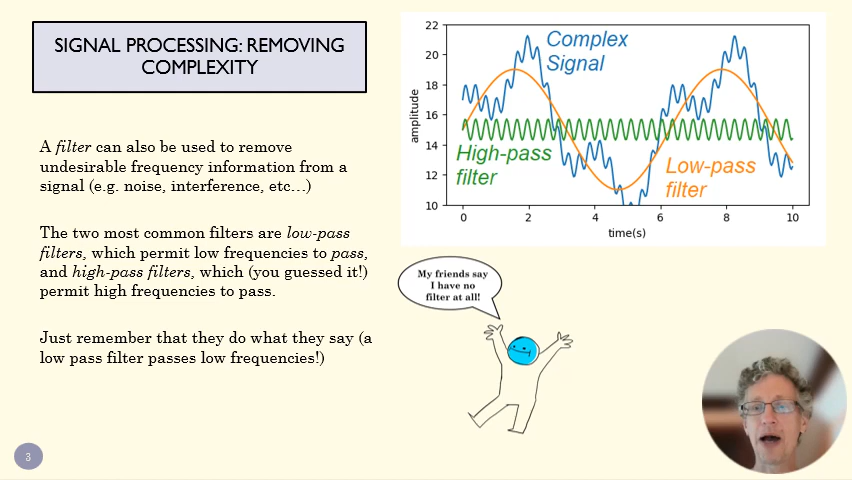 SIGNAL PROCESSING: REMOVING
COMPLEXITY
A filter can also be used to remove
undesirable frequency information from a
signal (e.g. noise, interference, etc…)
The two most common filters are low-pass
filters, which permit low frequencies to pass,
and high-pass filters, which (you guessed it!)
permit high frequencies to pass.
Just remember that they do what they say (a
low pass filter passes low frequencies!)
3
22
20
18
16
14
12
10
amplitude
Complex
Signal
High-pass
filter
Low-pass
filter
0 2 4 6 8 10
time(s)
My friends say
I have no
filter at all!